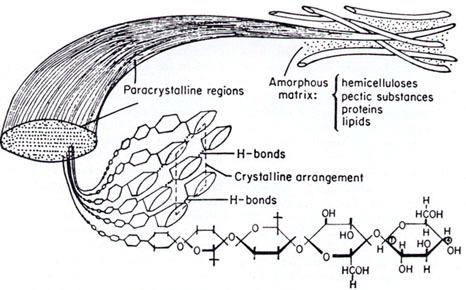 Paracrystalline regions
Amorphous
matrix:
hemicelluloses
pectic substances
proteins
lipids
H-bonds
Crystalline arrangement
H-bonds
O
O
O
O
OH
HO
O
O
HCOH
H
O
H
HCOH
O
H
H
HO
OH
H
OH